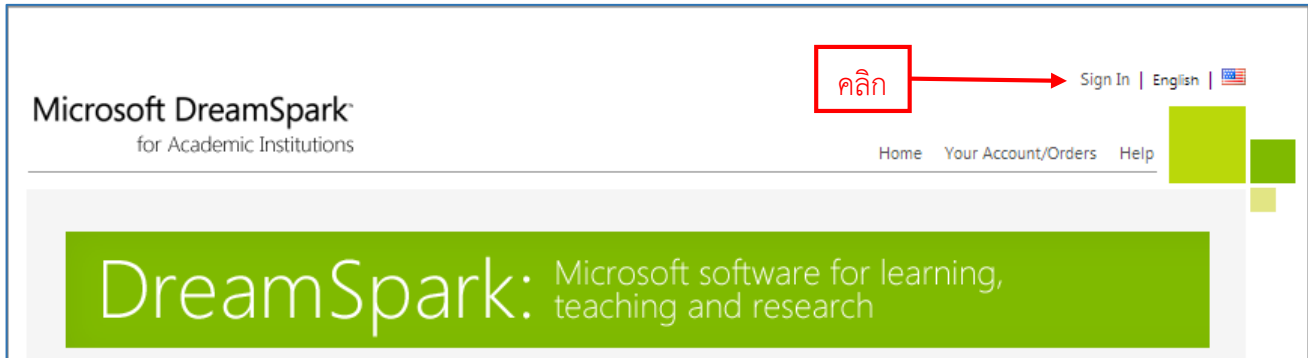 คลิก
Sign In | English |
Microsoft DreamSpark
for Academic Institutions
Home Your Account/Orders Help
DreamSpark: Microsoft software for learning,
teaching and research